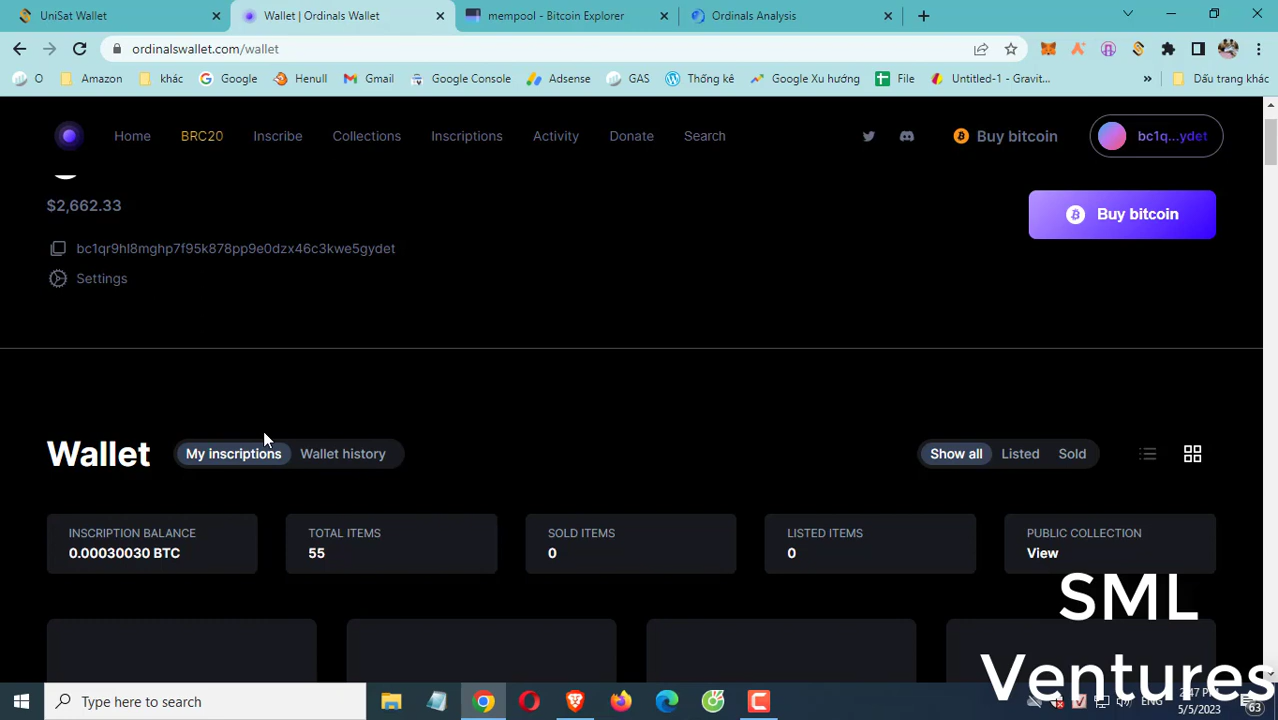 UniSat Wallet
Wallet | Ordinals Wallet
mempool - Bitcoin Explorer
Ordinals Analysis
ordinalswallet.com/wallet
O
Amazon
khác
Google
Henull
Gmail
Google Console
Adsense
GAS
Thống kê
Google Xu hướng
File
Untitled-1 - Gravit...
Dấu trang khác
Home
BRC20
Inscribe
Collections
Inscriptions
Activity
Donate
Search
Buy bitcoin
bc1q...ydet
$2,662.33
Buy bitcoin
bc1qr9hl8mghp7f95k878pp9e0dzx46c3kwe5gydet
Settings
Wallet
My inscriptions
Wallet history
Show all
Listed
Sold
INSCRIPTION BALANCE
0.00030030 BTC
TOTAL ITEMS
55
SOLD ITEMS
0
LISTED ITEMS
0
PUBLIC COLLECTION
View
SML
Ventures
Type here to search
ENG
5/5/2023
63